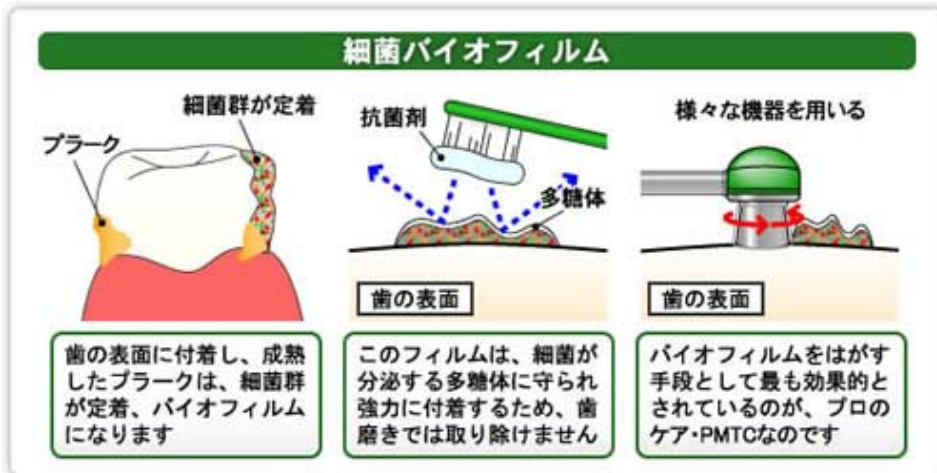 細菌バイオフィルム
細菌群が定着
プラーク
歯の表面に付着し、成熟
したプラークは、細菌群
が定着、バイオフィルム
になります
抗菌剤
多糖体
歯の表面
このフィルムは、細菌が
分泌する多糖体に守られ
強力に付着するため、歯
磨きでは取り除けません
様々な機器を用いる
歯の表面
バイオフィルムをはがす
手段として最も効果的と
されているのが、プロの
ケア・PMTCなのです